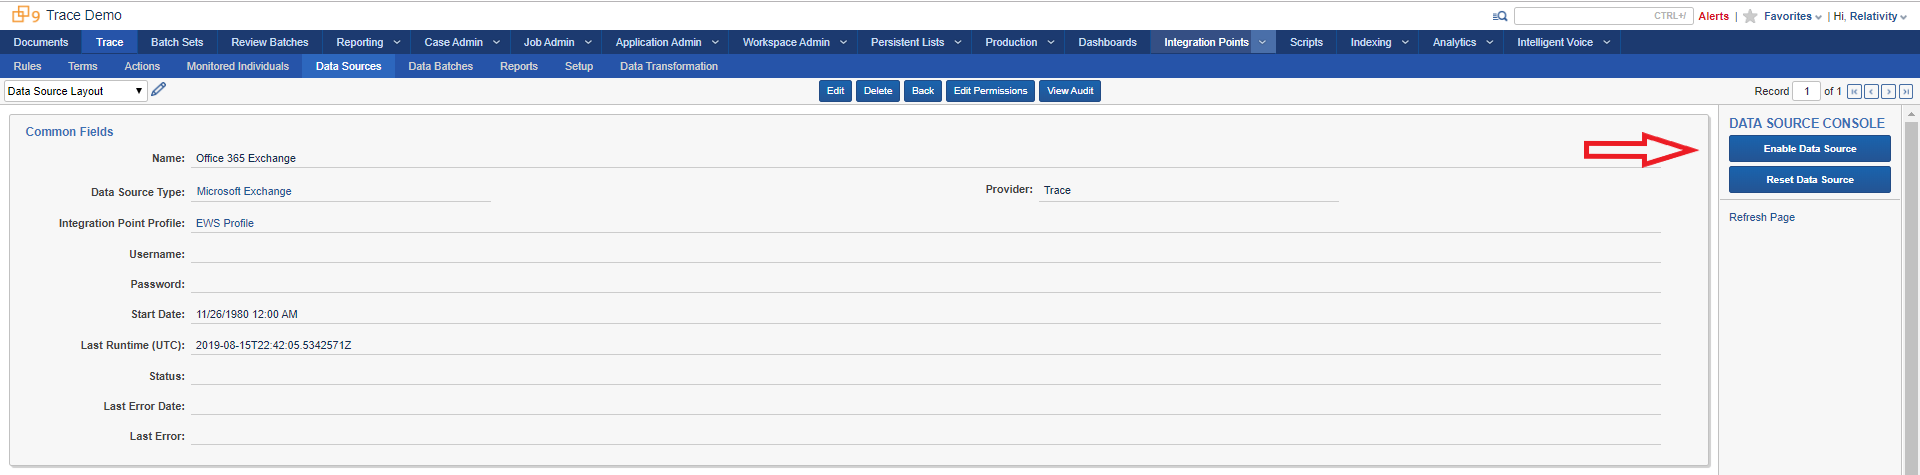 9 Trace Demo CTRL+/ Alerts | Favorites | Hi, Relativity
Documents Trace Batch Sets Review Batches Reporting Case Admin Job Admin Application Admin Workspace Admin Persistent Lists Production Dashboards Integration Points Scripts Indexing Analytics Intelligent Voice
Rules Terms Actions Monitored Individuals Data Sources Data Batches Reports Setup Data Transformation
Data Source Layout Edit Delete Back Edit Permissions View Audit Record 1 of 1
Common Fields
Name: Office 365 Exchange
Data Source Type: Microsoft Exchange Provider: Trace
Integration Point Profile: EWS Profile
Username:
Password:
Start Date: 11/26/1980 12:00 AM
Last Runtime (UTC): 2019-08-15T22:42:05.5342571Z
Status:
Last Error Date:
Last Error:
DATA SOURCE CONSOLE
Enable Data Source
Reset Data Source
Refresh Page